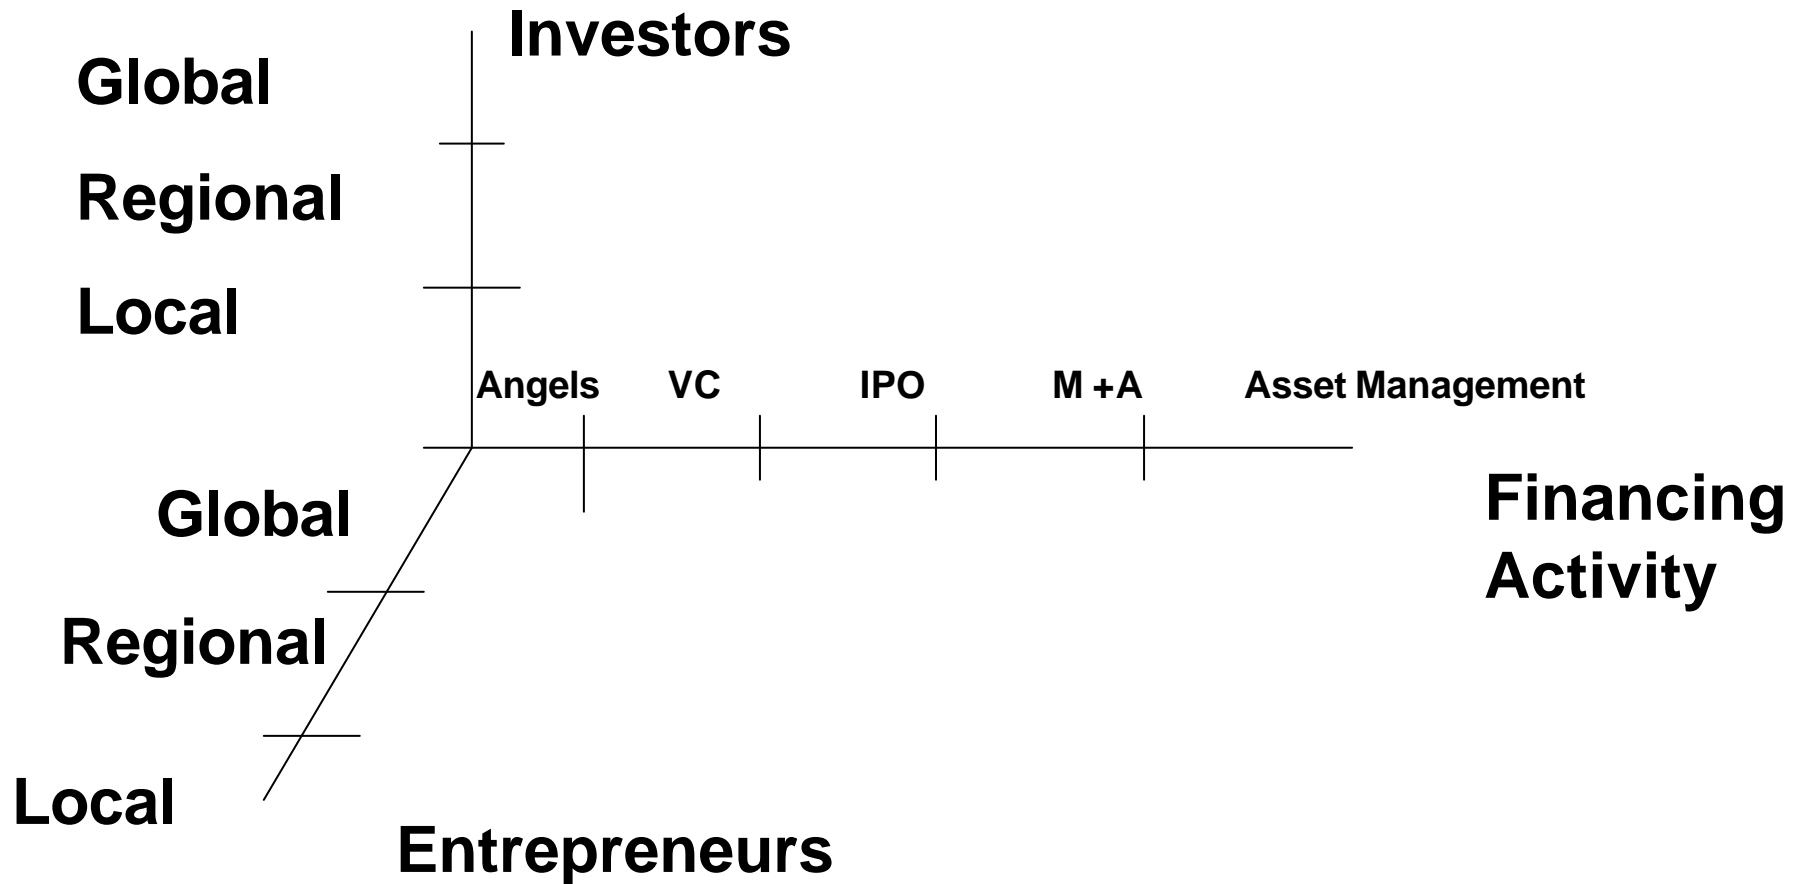 Investors
Global
Regional
Local
Angels VC IPO M +A Asset Management
Global
Financing
Activity
Regional
Local
Entrepreneurs